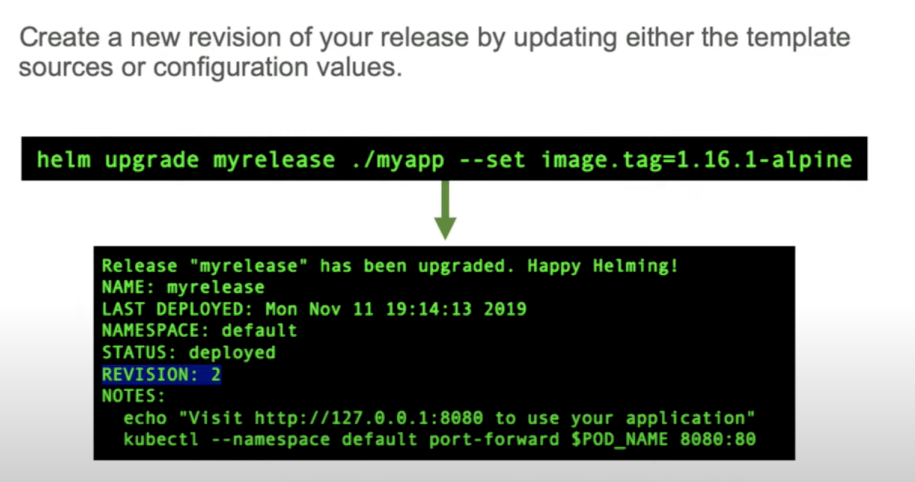 Create a new revision of your release by updating either the template
sources or configuration values.
helm upgrade myrelease ./myapp --set image.tag=1.16.1-alpine
Release "myrelease" has been upgraded. Happy Helming!
NAME: myrelease
LAST DEPLOYED: Mon Nov 11 19:14:13 2019
NAMESPACE: default
STATUS: deployed
REVISION: 2
NOTES:
  echo "Visit http://127.0.0.1:8080 to use your application"
  kubectl --namespace default port-forward $POD_NAME 8080:80